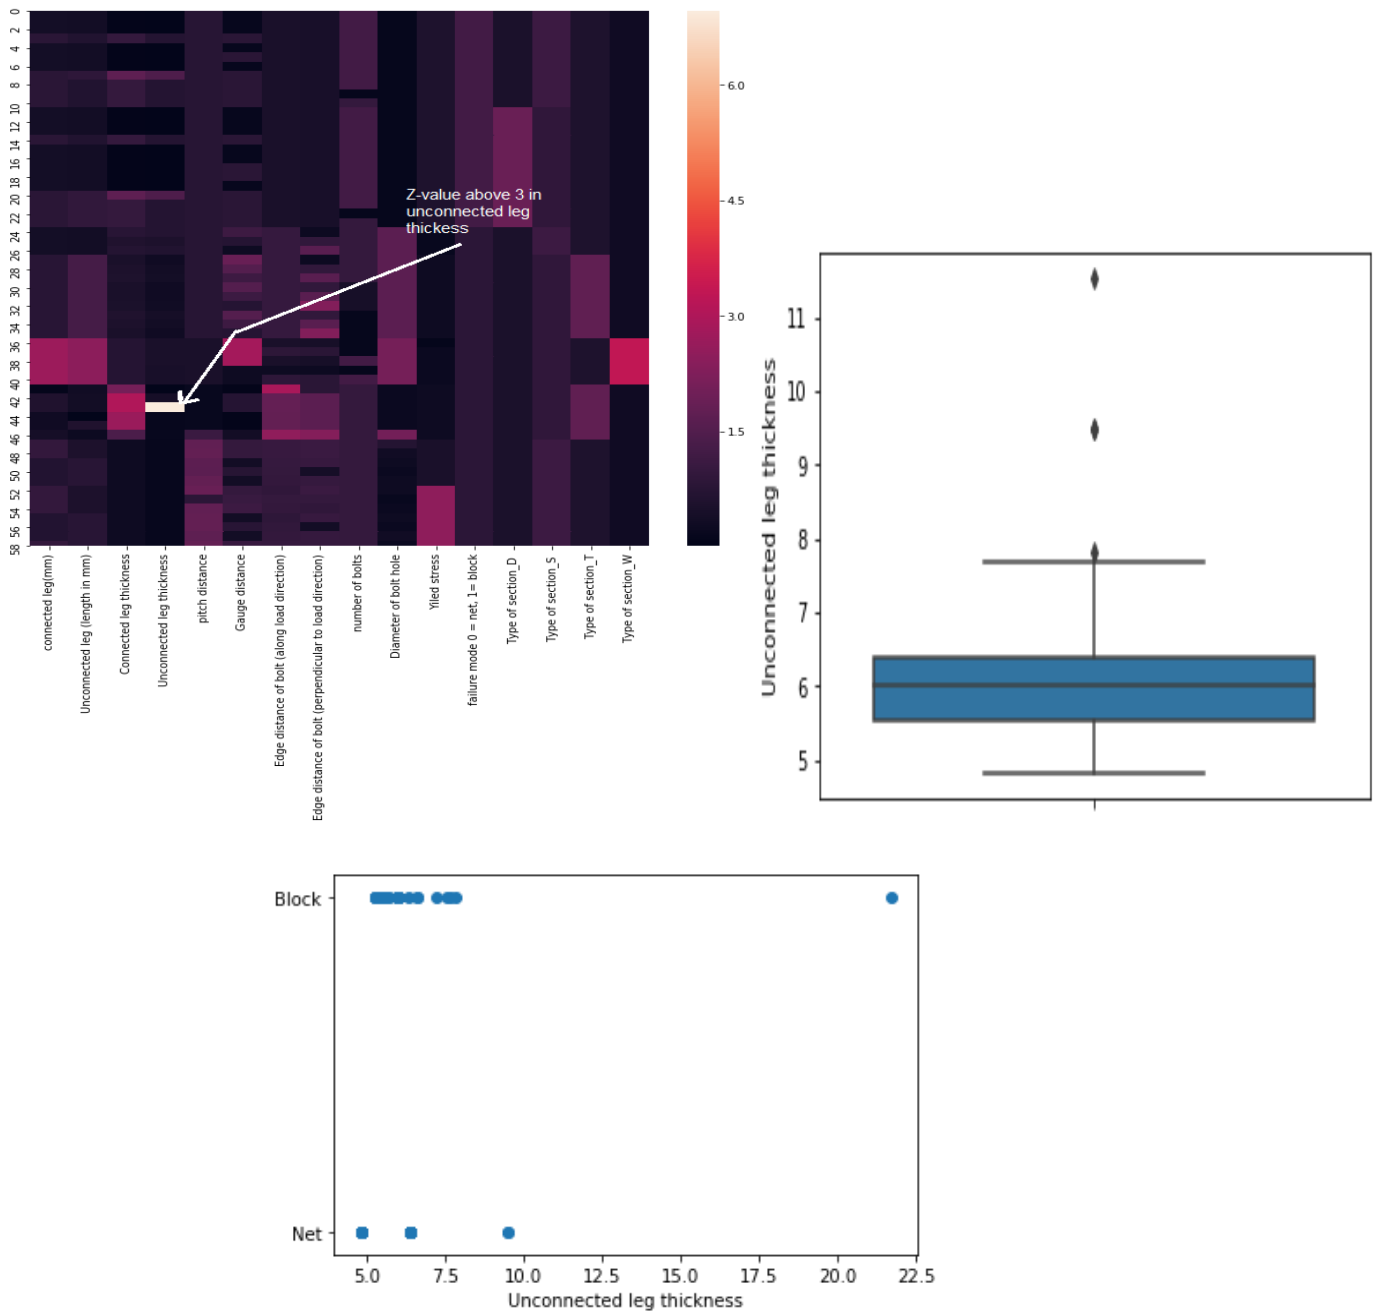 0
2
4
6
8
10
12
14
16
18
20
22
24
26
28
30
32
34
36
38
40
42
44
46
48
50
52
54
56
58
Z-value above 3 in
unconnected leg
thickess
6.0
4.5
3.0
1.5
connected leg(mm)
Unconnected leg (length in mm)
Connected leg thickness
Unconnected leg thickness
pitch distance
Gauge distance
Edge distance of bolt (along load direction)
Edge distance of bolt (perpendicular to load direction)
number of bolts
Diameter of bolt hole
Yiled stress
failure mode 0 = net, 1= block
Type of section_D
Type of section_S
Type of section_T
Type of section_W
Unconnected leg thickness
11
10
9
8
7
6
5
Block
Net
5.0 7.5 10.0 12.5 15.0 17.5 20.0 22.5
Unconnected leg thickness